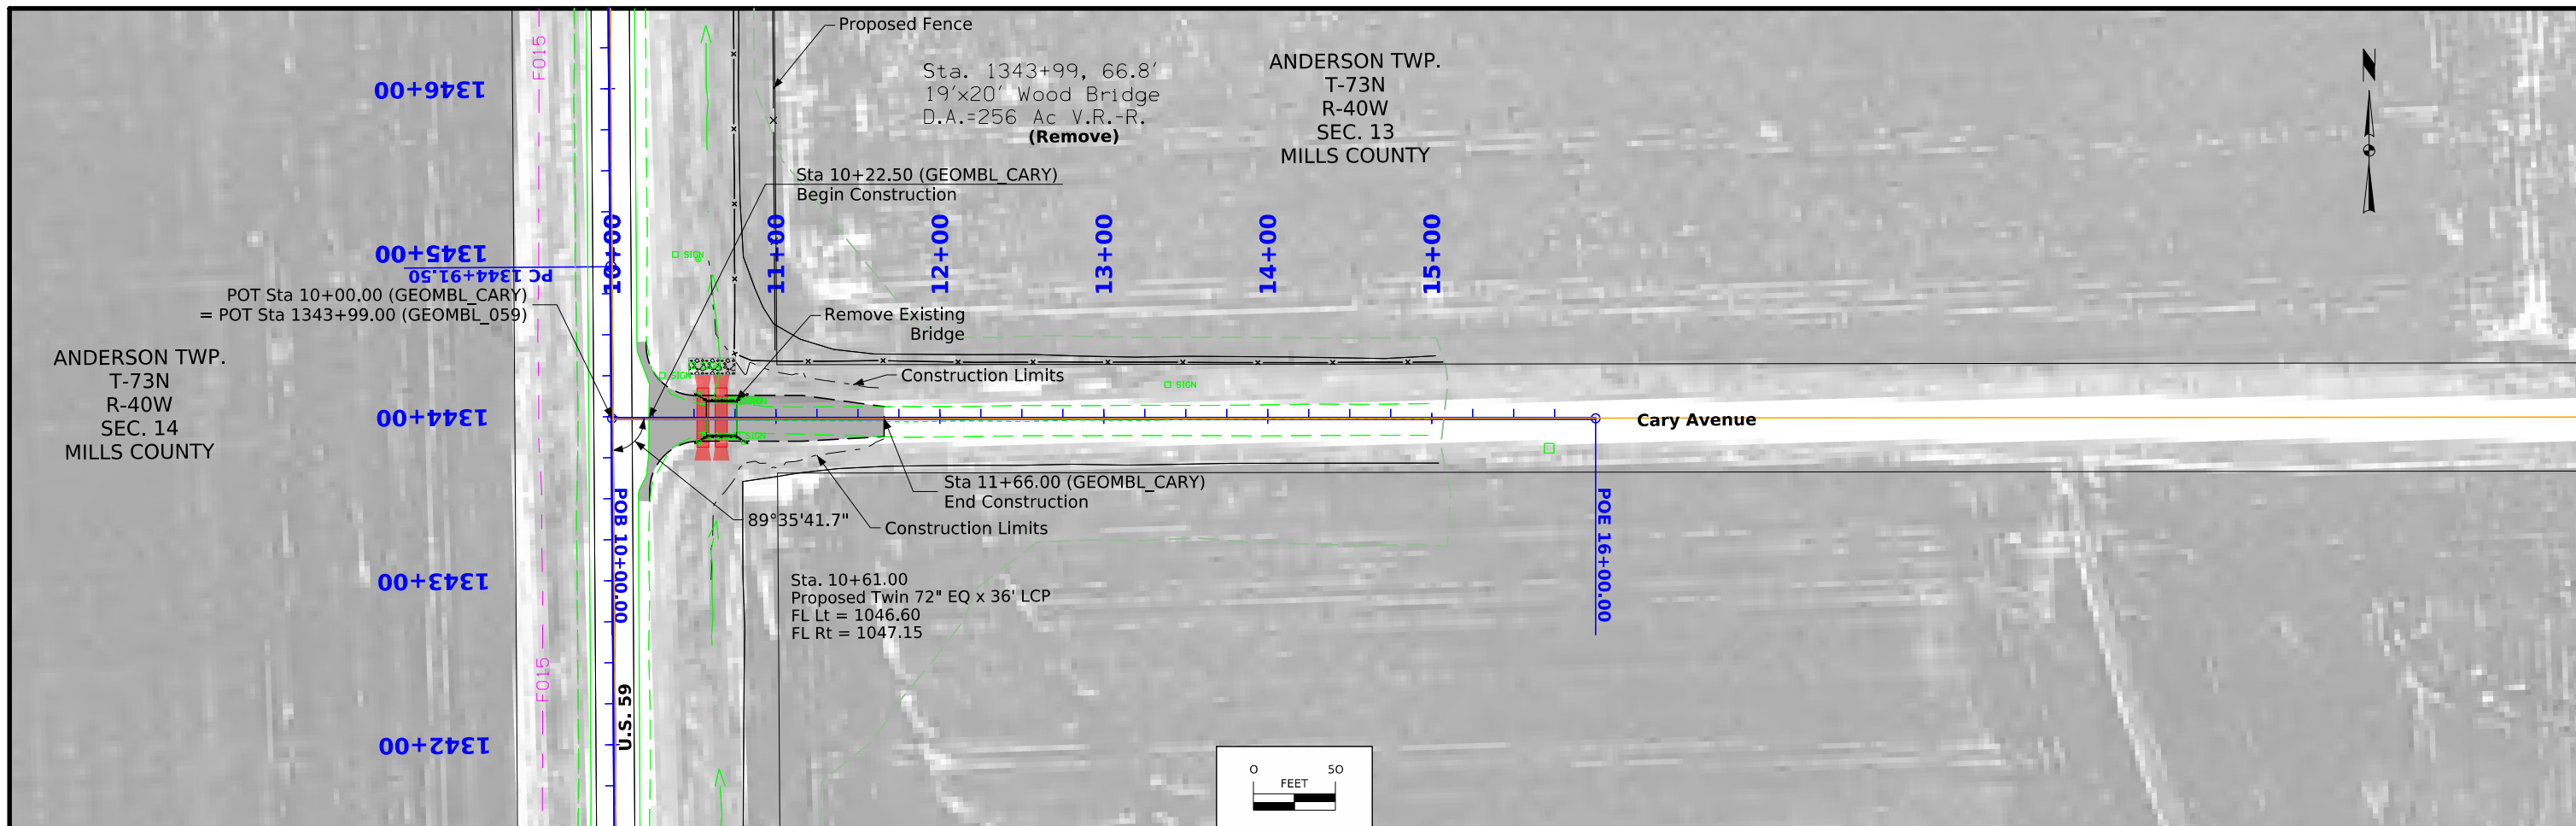 Proposed Fence
Sta. 1343+99, 66.8'
19'x20' Wood Bridge
D.A.=256 Ac V.R.-R.
(Remove)
ANDERSON TWP.
T-73N
R-40W
SEC. 13
MILLS COUNTY
N
F015
1346+00
Sta 10+22.50 (GEOMBL_CARY)
Begin Construction
1345+00
PC 1344+91.50
10+00
11+00
12+00
13+00
14+00
15+00
SIGN
POT Sta 10+00.00 (GEOMBL_CARY)
= POT Sta 1343+99.00 (GEOMBL_059)
Remove Existing
Bridge
ANDERSON TWP.
T-73N
R-40W
SEC. 14
MILLS COUNTY
SIGN
Construction Limits
SIGN
1344+00
Cary Avenue
SIGN
Sta 11+66.00 (GEOMBL_CARY)
End Construction
89°35'41.7"
Construction Limits
POB 10+00.00
POE 16+00.00
1343+00
Sta. 10+61.00
Proposed Twin 72" EQ x 36' LCP
FL Lt = 1046.60
FL Rt = 1047.15
F015
U.S. 59
1342+00
0 50
FEET